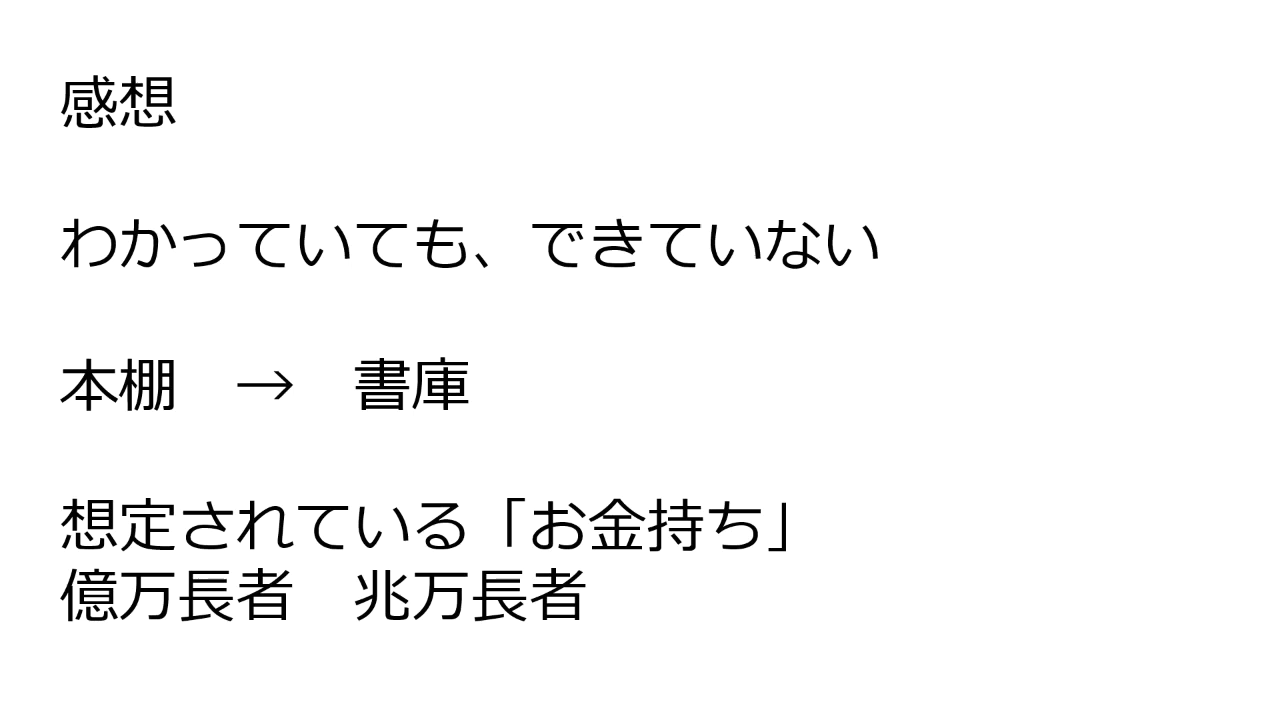 感想
わかっていても、できていない
本棚　→　書庫
想定されている「お金持ち」
億万長者　兆万長者